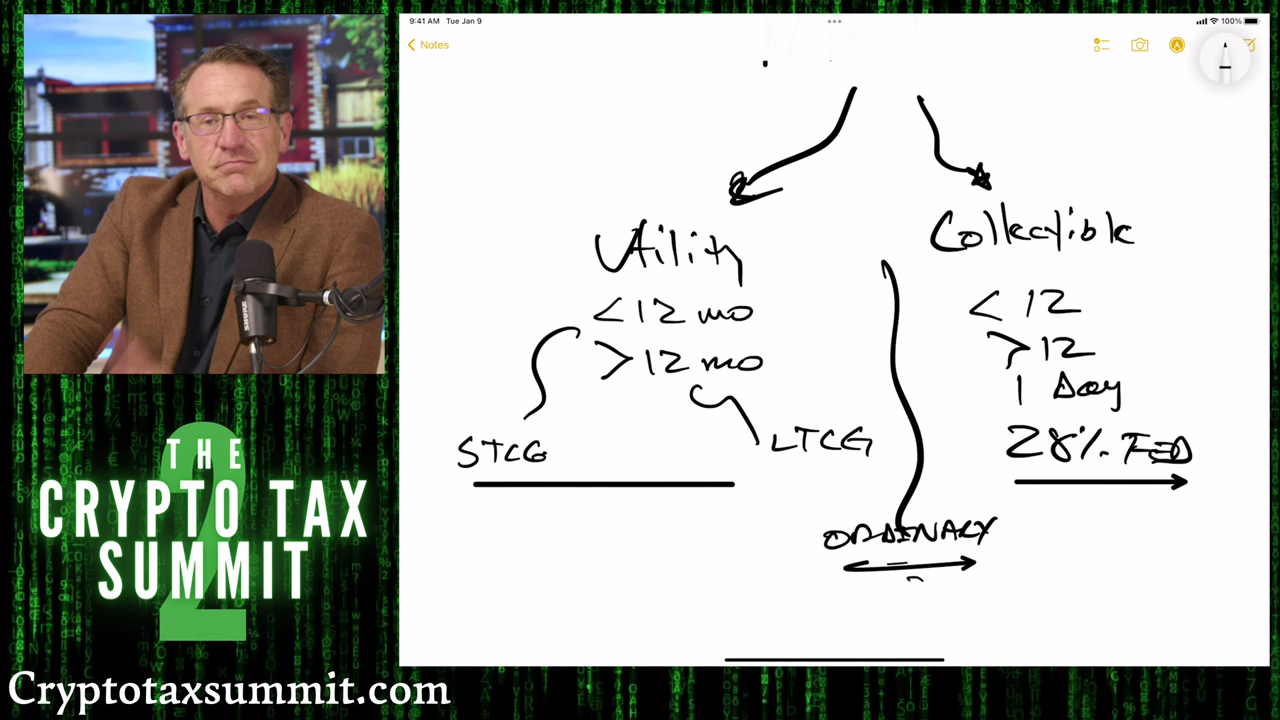 9:41 AM Tue Jan 9
100%
Notes
Utility
< 12 mo
> 12 mo
STCG
LTCG
Collectible
< 12
> 12
1 Day
28% FED
ORDINARY
SHURE
THE
2
CRYPTO TAX
SUMMIT
Cryptotaxsummit.com